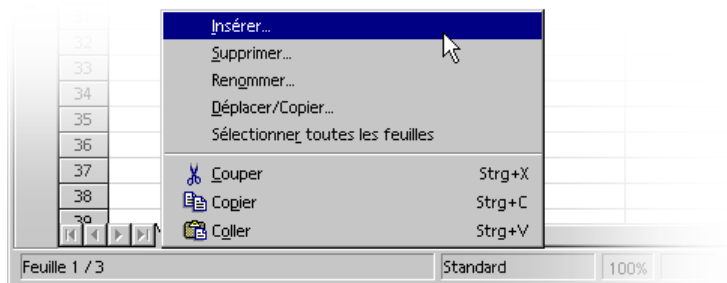 Insérer...
32
Supprimer...
33
Renommer...
34
Déplacer/Copier...
35
Sélectionner toutes les feuilles
36
37
Couper Strg+X
38
Copier Strg+C
39
Coller Strg+V
Feuille 1 / 3 Standard 100%